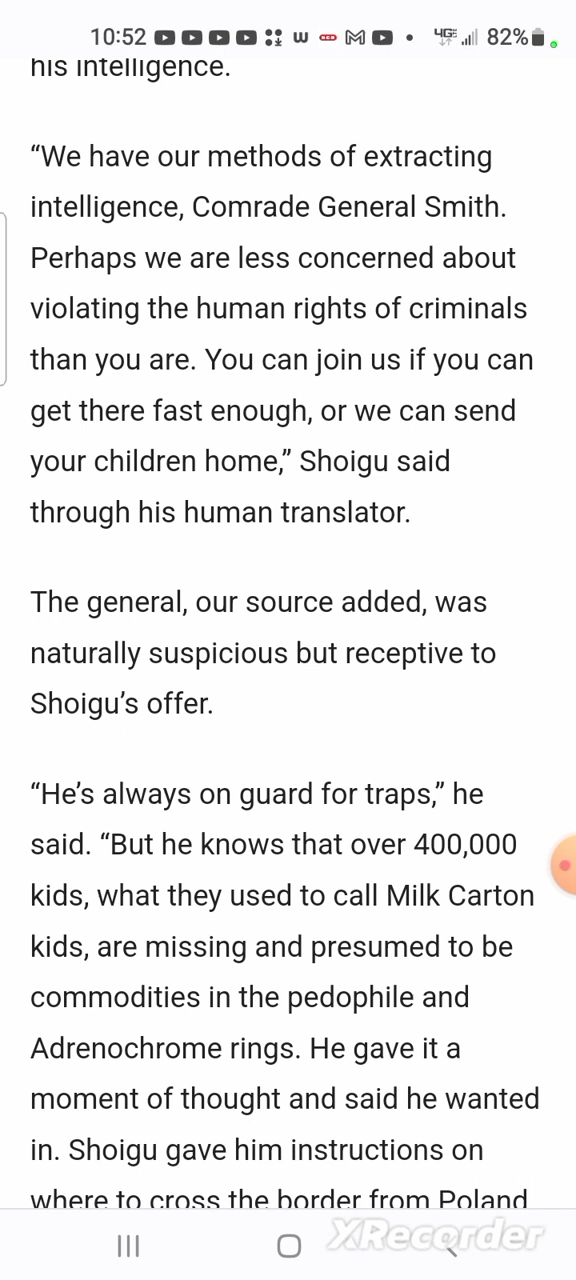 10:52 W M • 4GE 82%
his intelligence.
“We have our methods of extracting
intelligence, Comrade General Smith.
Perhaps we are less concerned about
violating the human rights of criminals
than you are. You can join us if you can
get there fast enough, or we can send
your children home,” Shoigu said
through his human translator.
The general, our source added, was
naturally suspicious but receptive to
Shoigu’s offer.
“He’s always on guard for traps,” he
said. “But he knows that over 400,000
kids, what they used to call Milk Carton
kids, are missing and presumed to be
commodities in the pedophile and
Adrenochrome rings. He gave it a
moment of thought and said he wanted
in. Shoigu gave him instructions on
where to cross the border from Poland
XRecorder